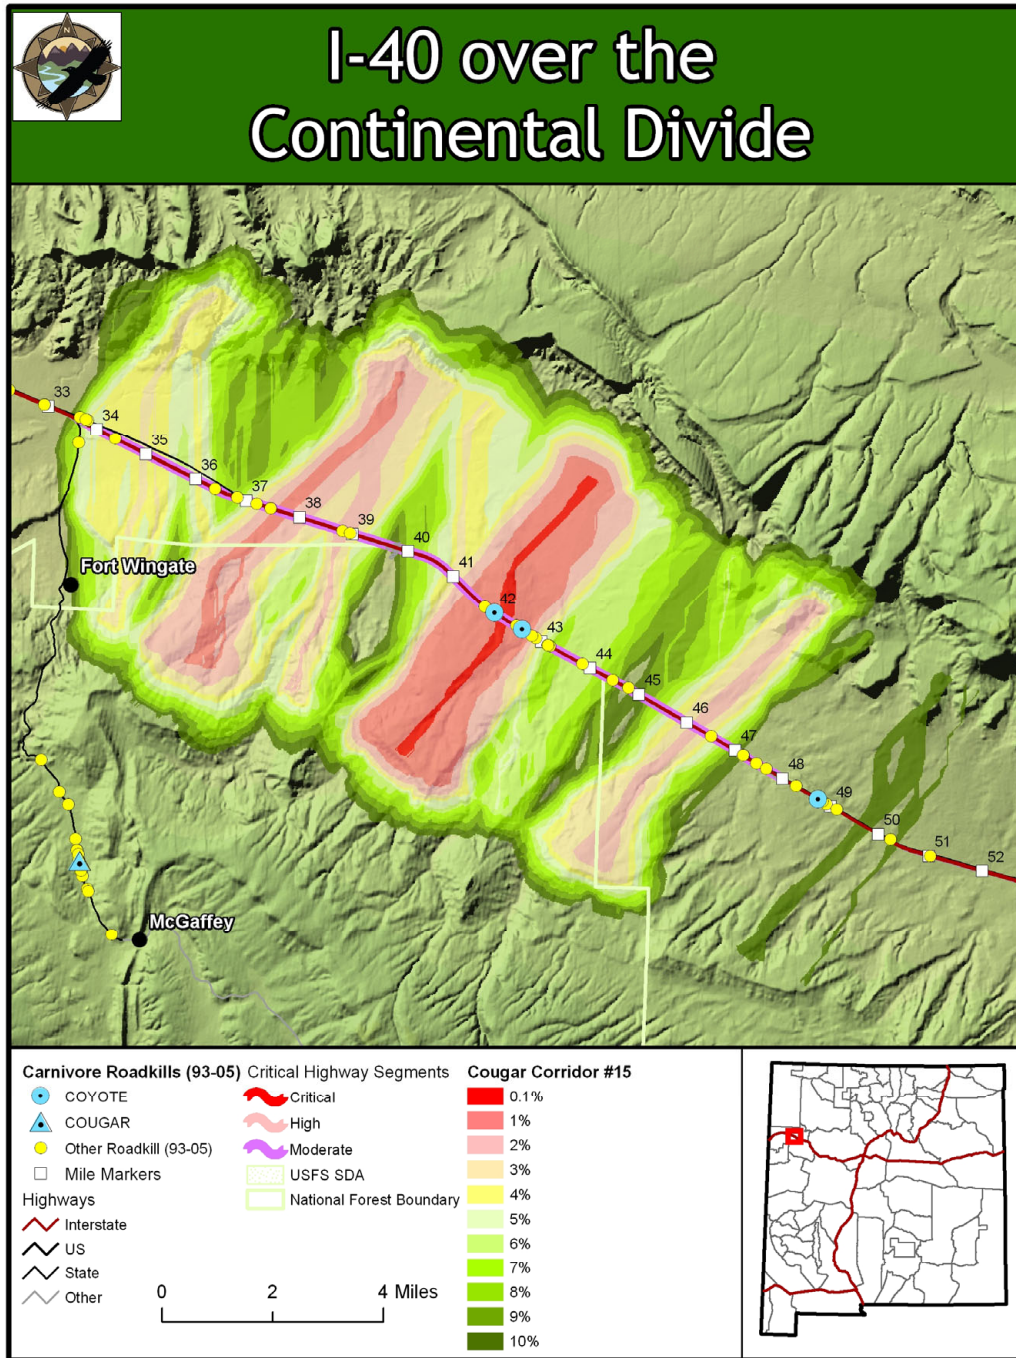 N
I-40 over the
Continental Divide
33
34
35
36
37
38
39
40
41
42
43
44
45
46
47
48
49
50
51
52
Fort Wingate
McGaffey
Carnivore Roadkills (93-05)
COYOTE
COUGAR
Other Roadkill (93-05)
Mile Markers
Highways
Interstate
US
State
Other
Critical Highway Segments
Critical
High
Moderate
USFS SDA
National Forest Boundary
0 2 4 Miles
Cougar Corridor #15
0.1%
1%
2%
3%
4%
5%
6%
7%
8%
9%
10%